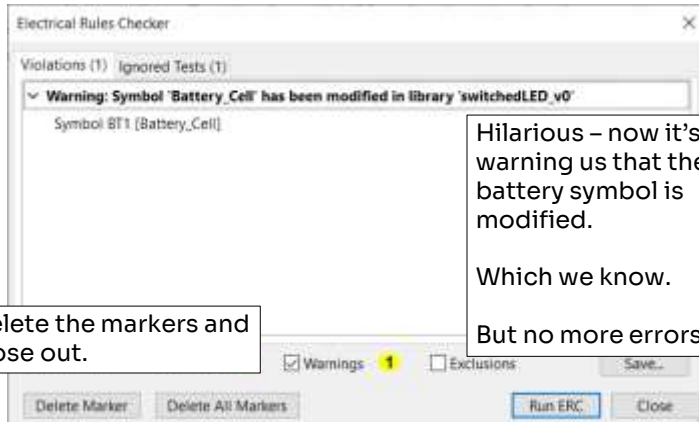 Electrical Rules Checker
Violations (1) Ignored Tests (1)
Warning: Symbol 'Battery_Cell' has been modified in library 'switchedLED_v0'
Symbol BT1 [Battery_Cell]
Hilarious – now it's
warning us that the
battery symbol is
modified.
Which we know.
But no more errors
elete the markers and
ose out.
Warnings 1 Exclusions Save...
Delete Marker Delete All Markers Run ERC Close